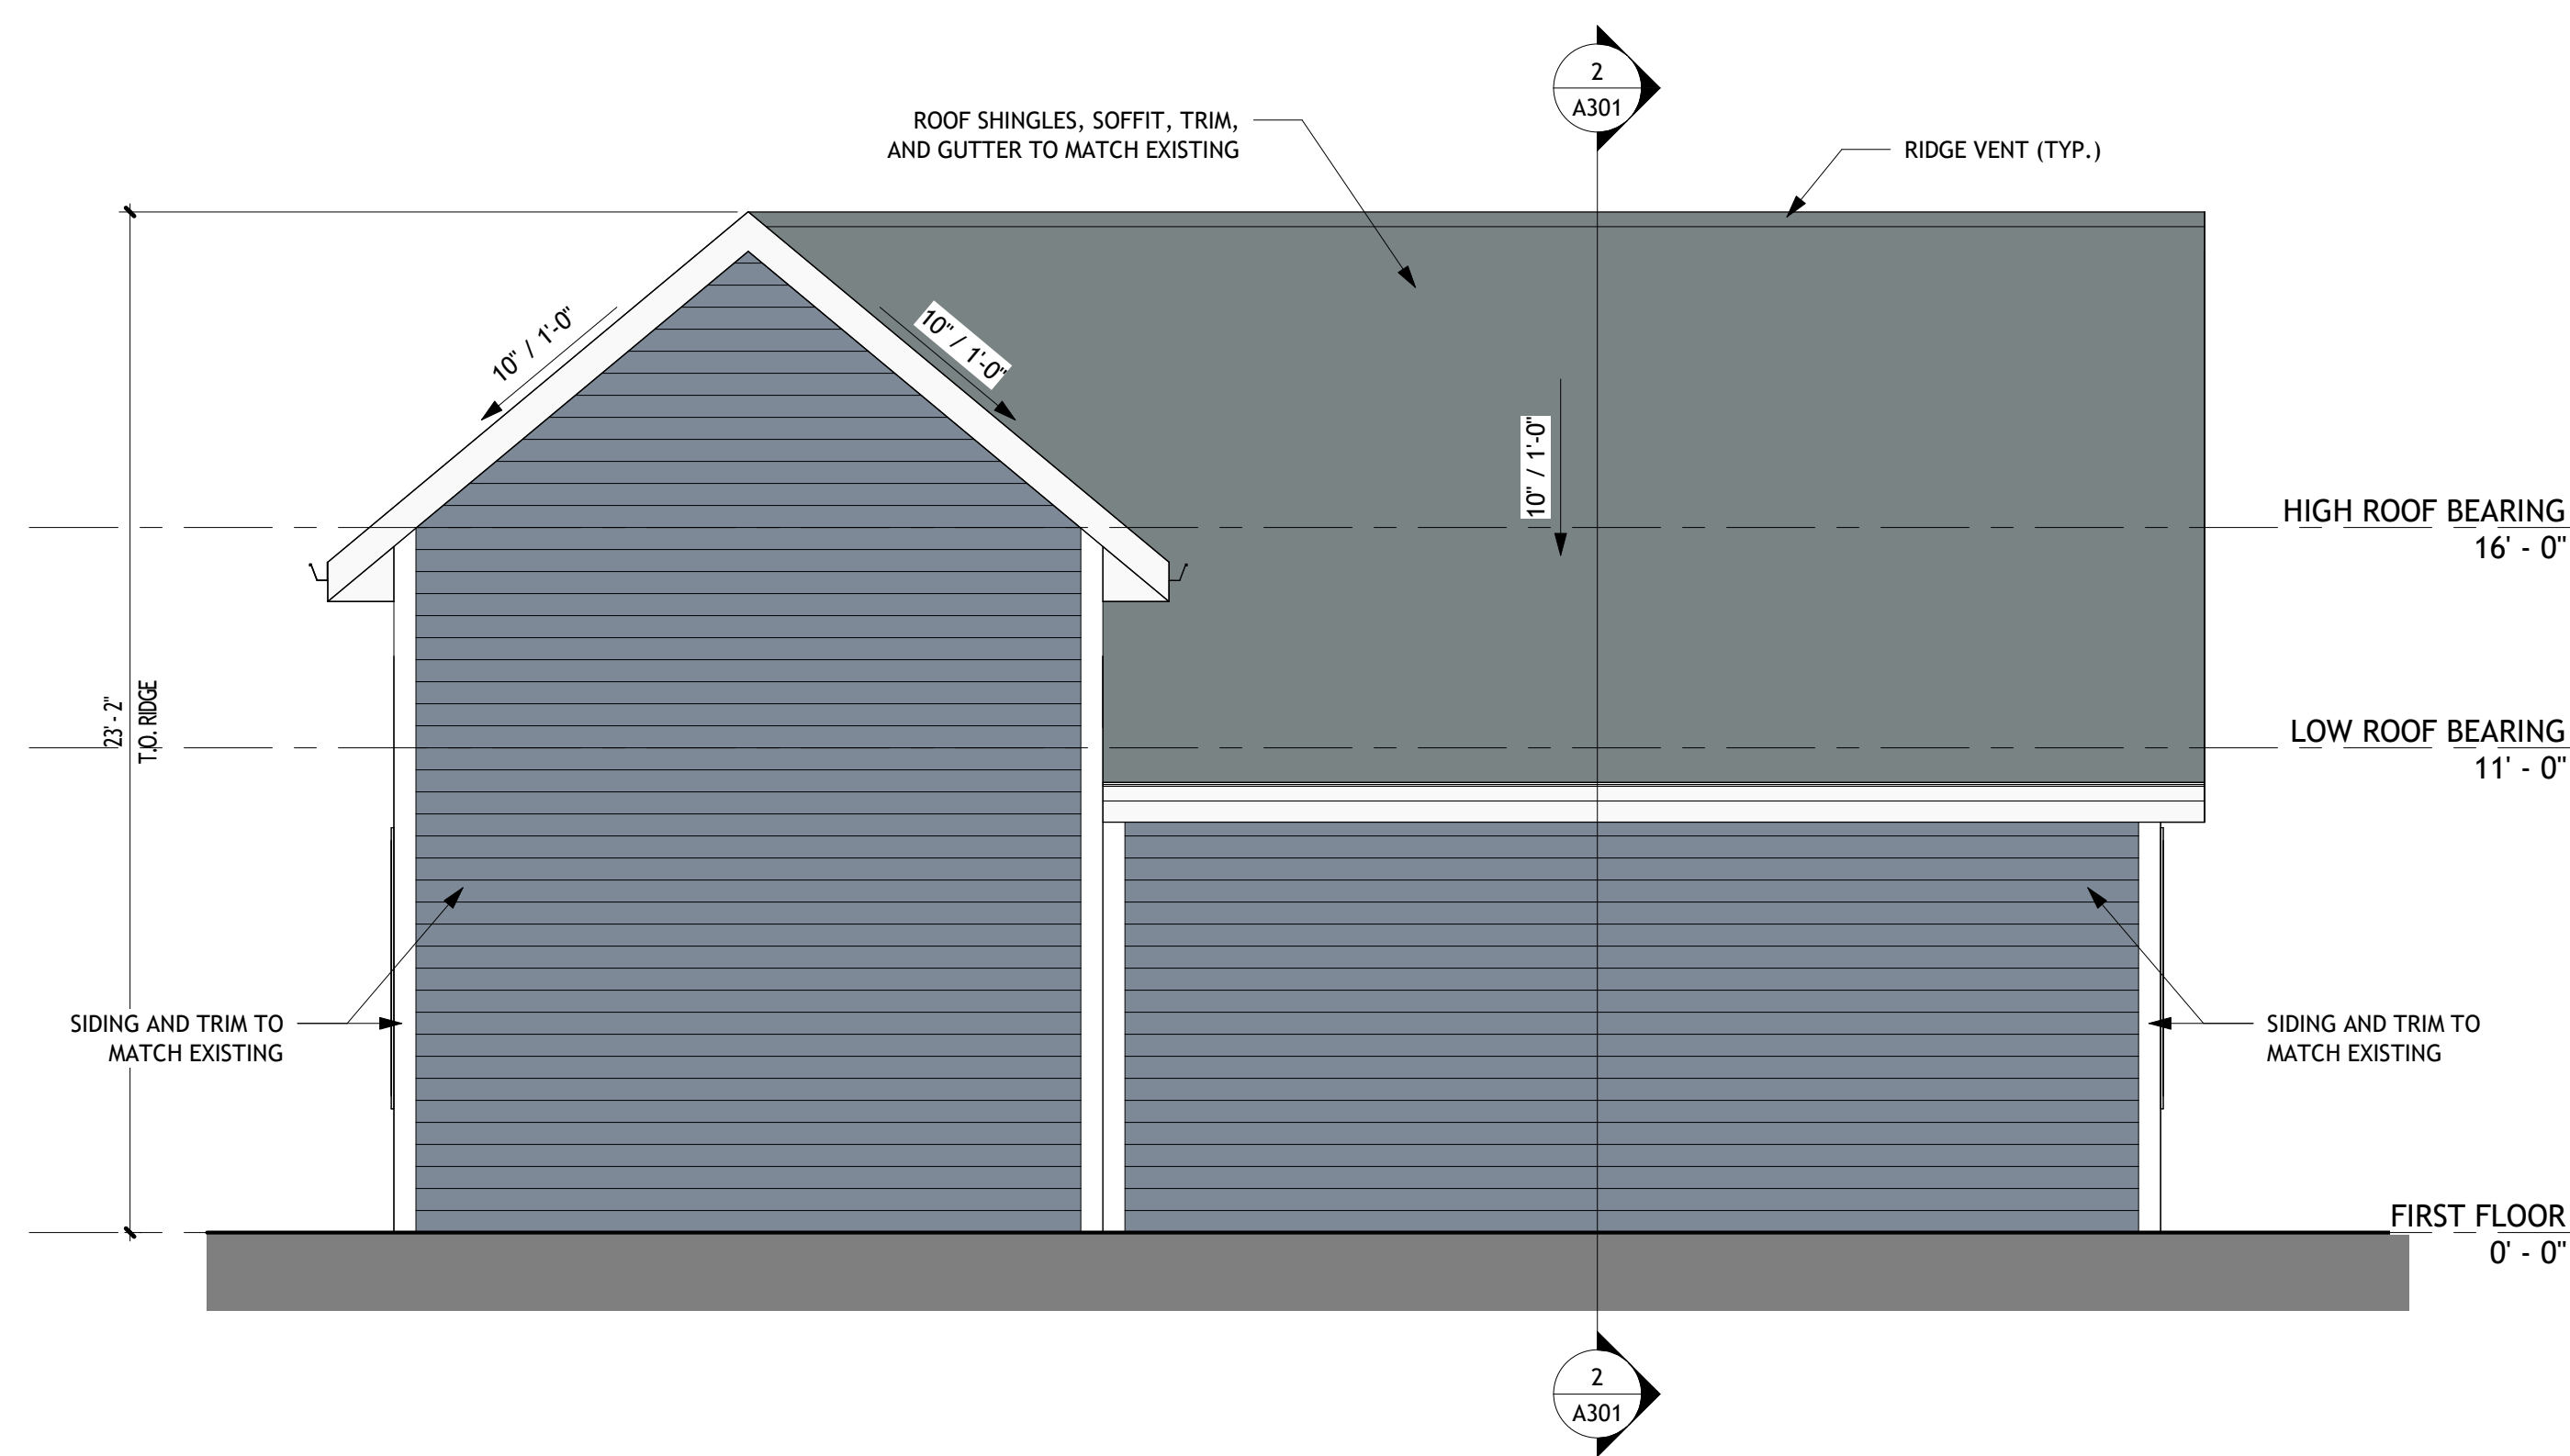 2
A301
ROOF SHINGLES, SOFFIT, TRIM,
AND GUTTER TO MATCH EXISTING
RIDGE VENT (TYP.)
10" / 1'-0"
10" / 1'-0"
10" / 1'-0"
HIGH ROOF BEARING
16' - 0"
23' - 2"
T.O. RIDGE
LOW ROOF BEARING
11' - 0"
SIDING AND TRIM TO
MATCH EXISTING
SIDING AND TRIM TO
MATCH EXISTING
FIRST FLOOR
0' - 0"
2
A301